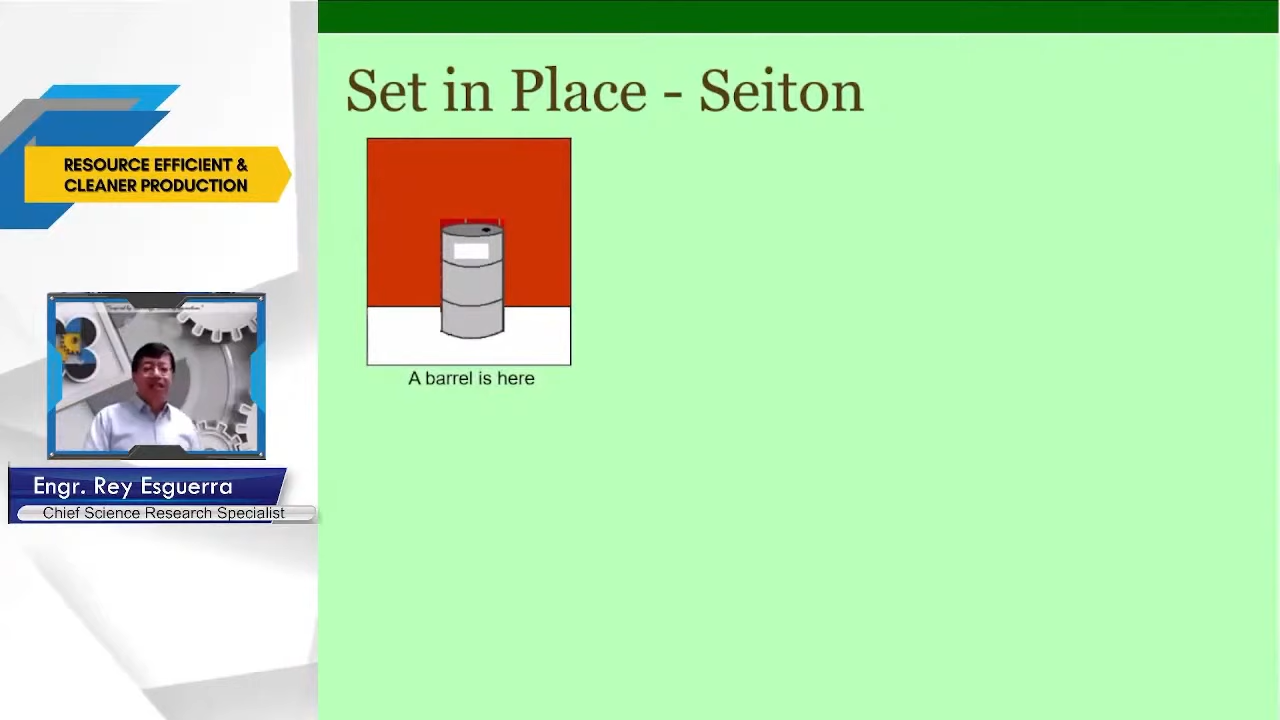 Set in Place - Seiton
RESOURCE EFFICIENT &
CLEANER PRODUCTION
A barrel is here
Engr. Rey Esguerra
Chief Science Research Specialist